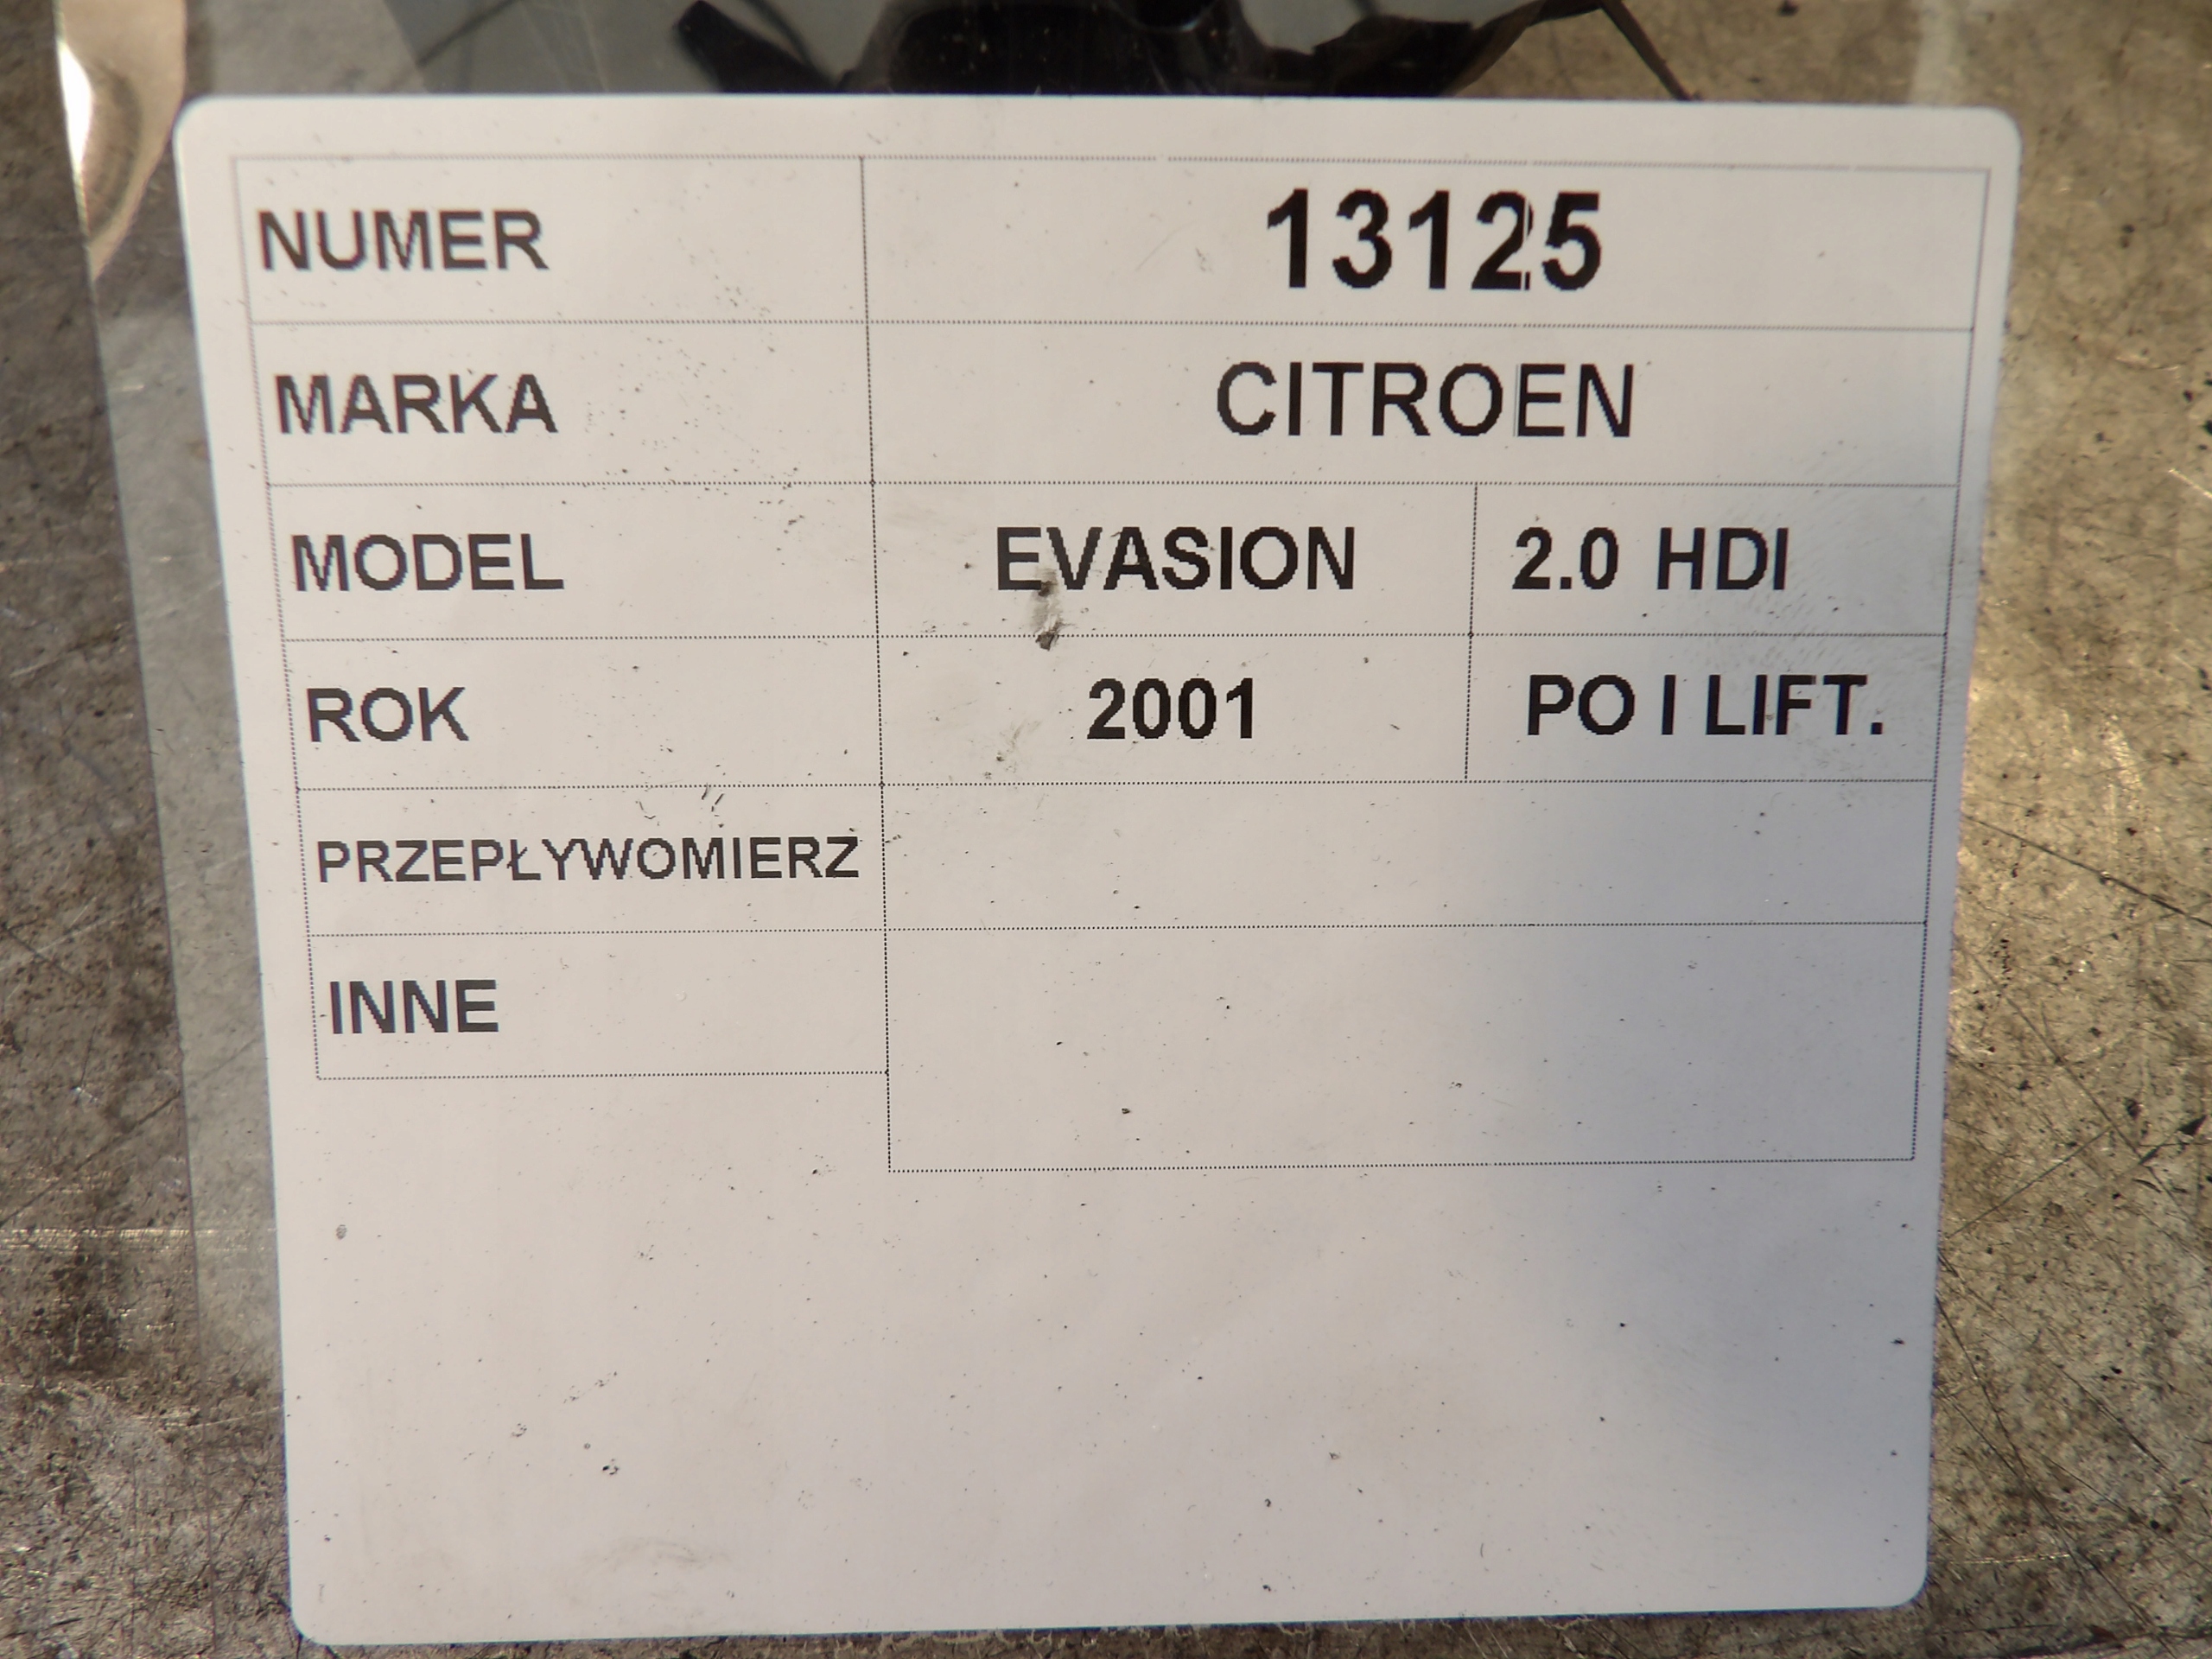 NUMER 13125
MARKA CITROEN
MODEL EVASION 2.0 HDI
ROK 2001 PO I LIFT.
PRZEPŁYWOMIERZ
INNE